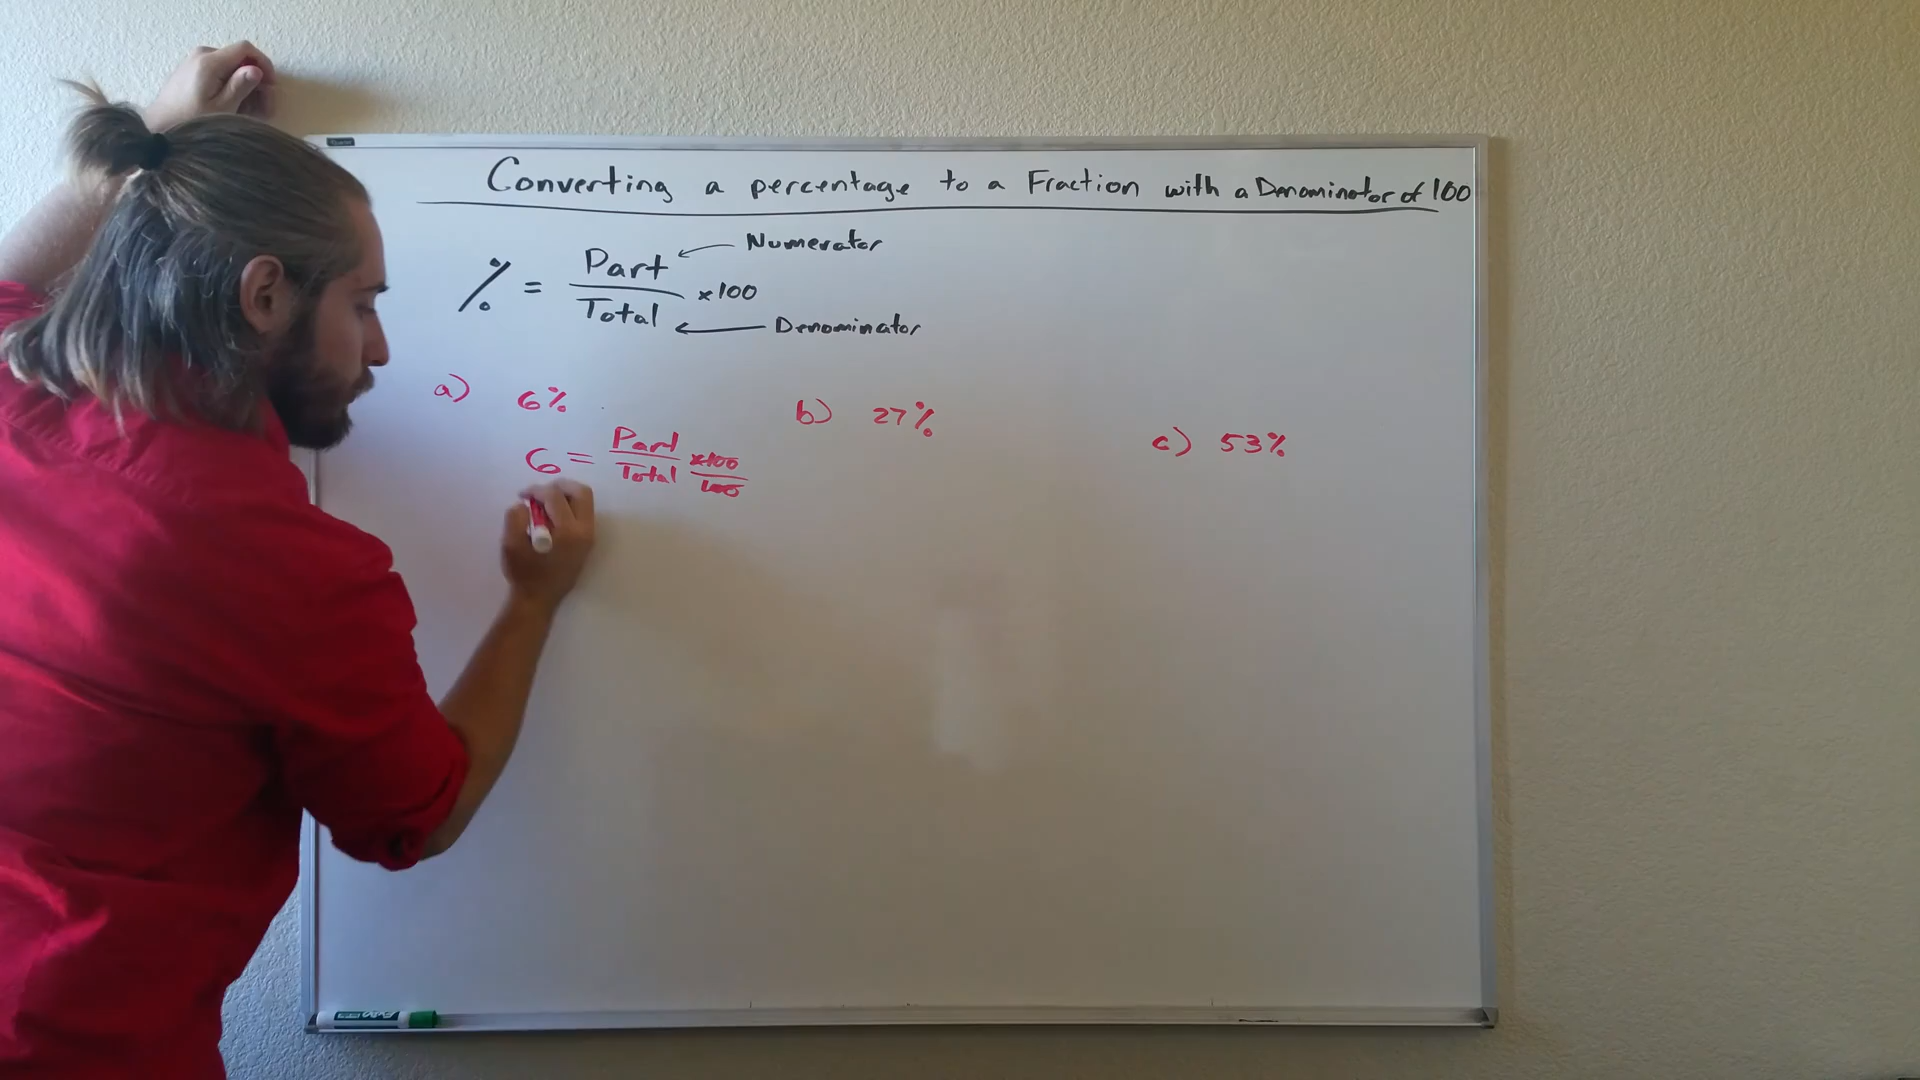 Converting a percentage to a Fraction with a Denominator of 100
Numerator
% = Part / Total ×100
Denominator
a) 6%
6 = Part / Total ×100 / 100
b) 27%
c) 53%
EXPO